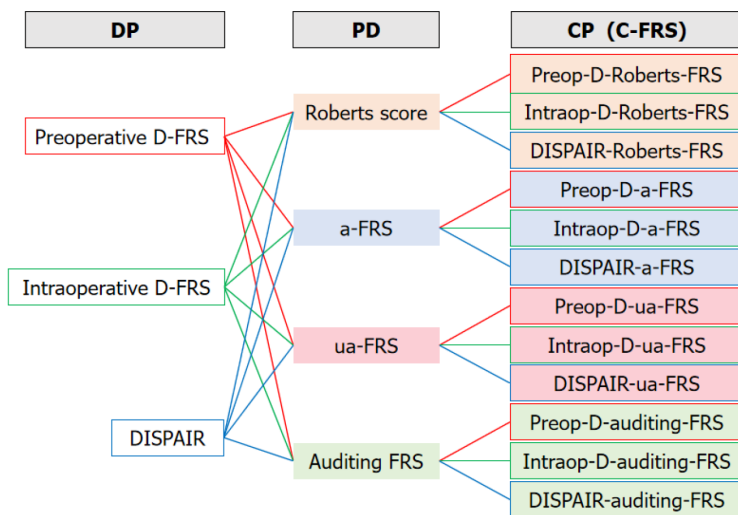 DP
PD
CP (C-FRS)
Preoperative D-FRS
Intraoperative D-FRS
DISPAIR
Roberts score
a-FRS
ua-FRS
Auditing FRS
Preop-D-Roberts-FRS
Intraop-D-Roberts-FRS
DISPAIR-Roberts-FRS
Preop-D-a-FRS
Intraop-D-a-FRS
DISPAIR-a-FRS
Preop-D-ua-FRS
Intraop-D-ua-FRS
DISPAIR-ua-FRS
Preop-D-auditing-FRS
Intraop-D-auditing-FRS
DISPAIR-auditing-FRS